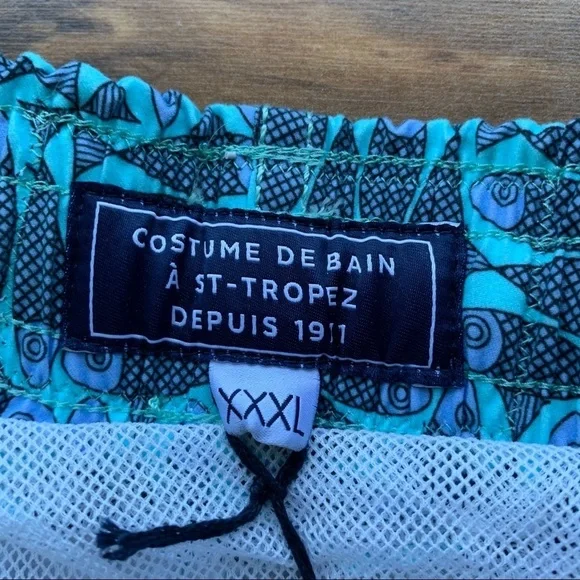 COSTUME DE BAIN
À ST-TROPEZ
DEPUIS 1971
XXXL